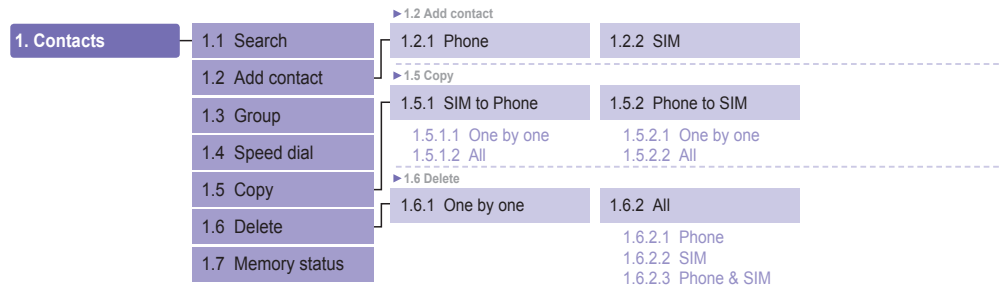 1. Contacts
1.1 Search
1.2 Add contact
1.3 Group
1.4 Speed dial
1.5 Copy
1.6 Delete
1.7 Memory status
►1.2 Add contact
1.2.1 Phone
1.2.2 SIM
►1.5 Copy
1.5.1 SIM to Phone
1.5.1.1 One by one
1.5.1.2 All
1.5.2 Phone to SIM
1.5.2.1 One by one
1.5.2.2 All
►1.6 Delete
1.6.1 One by one
1.6.2 All
1.6.2.1 Phone
1.6.2.2 SIM
1.6.2.3 Phone & SIM